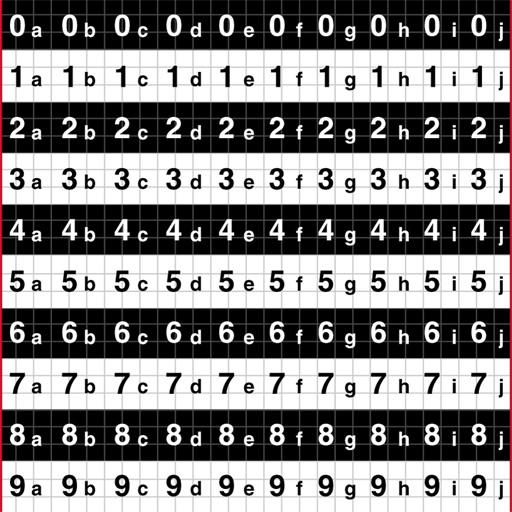 0a 0b 0c 0d 0e 0f 0g 0h 0i 0j
1a 1b 1c 1d 1e 1f 1g 1h 1i 1j
2a 2b 2c 2d 2e 2f 2g 2h 2i 2j
3a 3b 3c 3d 3e 3f 3g 3h 3i 3j
4a 4b 4c 4d 4e 4f 4g 4h 4i 4j
5a 5b 5c 5d 5e 5f 5g 5h 5i 5j
6a 6b 6c 6d 6e 6f 6g 6h 6i 6j
7a 7b 7c 7d 7e 7f 7g 7h 7i 7j
8a 8b 8c 8d 8e 8f 8g 8h 8i 8j
9a 9b 9c 9d 9e 9f 9g 9h 9i 9j